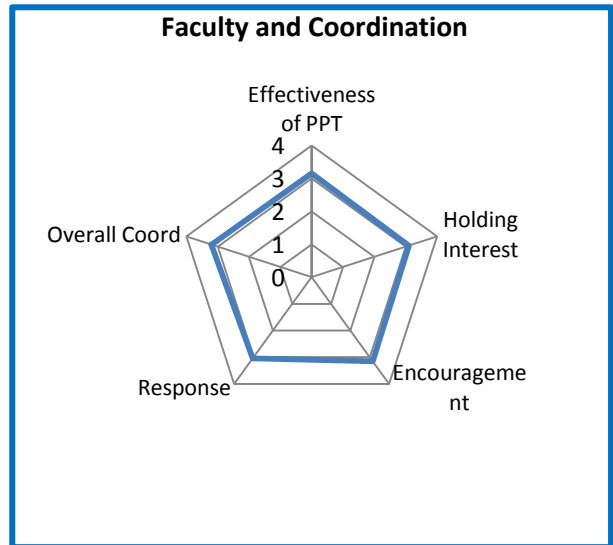 Faculty and Coordination
Effectiveness
of PPT
4
3
2
1
0
Holding
Interest
Encourageme
nt
Response
Overall Coord